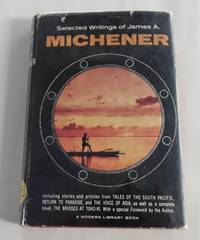 Selected Writings of James A.
MICHENER
Including stories and articles from TALES OF THE SOUTH PACIFIC,
RETURN TO PARADISE, and THE VOICE OF ASIA, as well as a complete
novel, THE BRIDGES AT TOKO-RI. With a special Foreword by the Author.
A MODERN LIBRARY BOOK